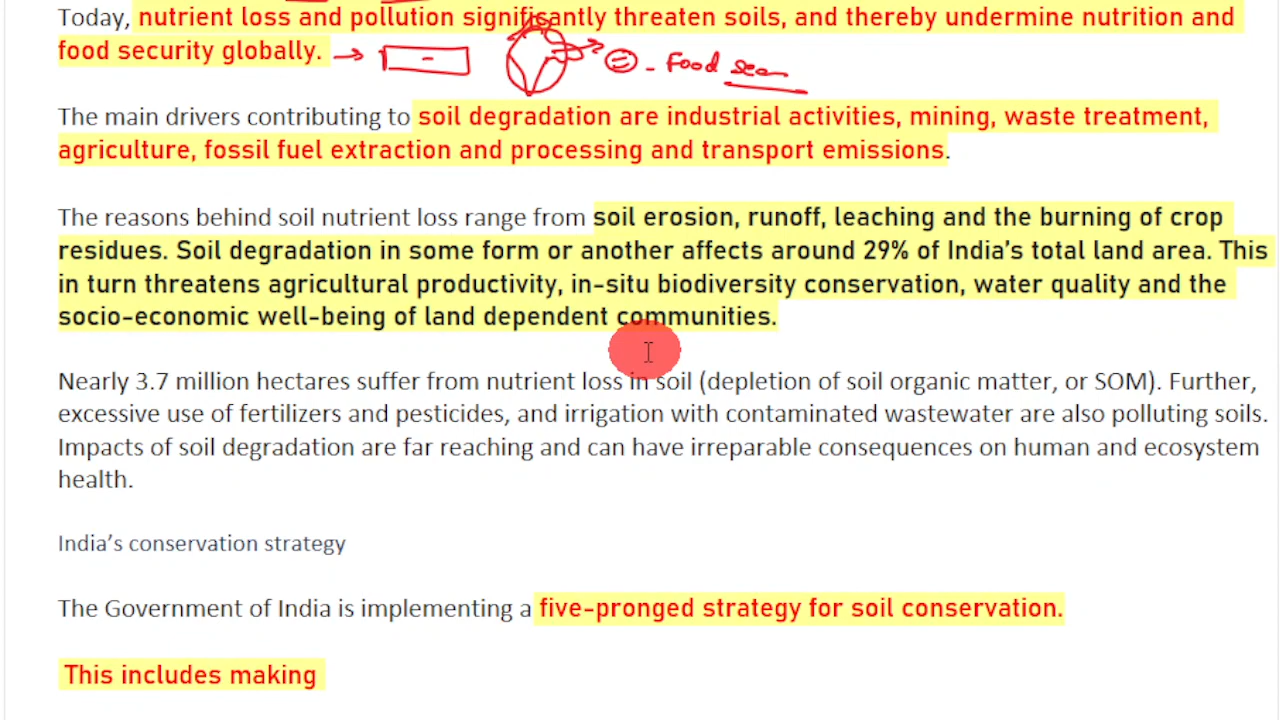 Today, nutrient loss and pollution significantly threaten soils, and thereby undermine nutrition and
food security globally.
- Food
The main drivers contributing to soil degradation are industrial activities, mining, waste treatment,
agriculture, fossil fuel extraction and processing and transport emissions.
The reasons behind soil nutrient loss range from soil erosion, runoff, leaching and the burning of crop
residues. Soil degradation in some form or another affects around 29% of India's total land area. This
in turn threatens agricultural productivity, in-situ biodiversity conservation, water quality and the
socio-economic well-being of land dependent communities.
Nearly 3.7 million hectares suffer from nutrient loss in soil (depletion of soil organic matter, or SOM). Further,
excessive use of fertilizers and pesticides, and irrigation with contaminated wastewater are also polluting soils.
Impacts of soil degradation are far reaching and can have irreparable consequences on human and ecosystem
health.
India's conservation strategy
The Government of India is implementing a five-pronged strategy for soil conservation.
This includes making